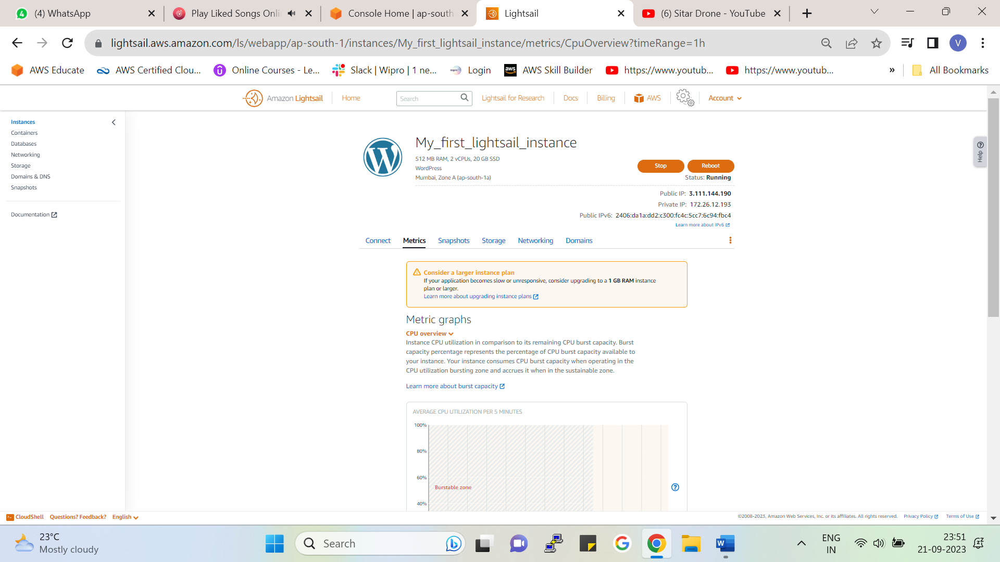 (4) WhatsApp
Play Liked Songs Onli
Console Home | ap-south
Lightsail
(6) Sitar Drone - YouTube
lightsail.aws.amazon.com/ls/webapp/ap-south-1/instances/My_first_lightsail_instance/metrics/CpuOverview?timeRange=1h
V
AWS Educate
AWS Certified Clou...
Online Courses - Le...
Slack | Wipro | 1 ne...
Login
AWS Skill Builder
https://www.youtub...
https://www.youtub...
»
All Bookmarks
Amazon Lightsail
Home
Search
Lightsail for Research
Docs
Billing
AWS
Account
Instances
Containers
Databases
Networking
Storage
Domains & DNS
Snapshots
Documentation
My_first_lightsail_instance
512 MB RAM, 2 vCPUs, 20 GB SSD
WordPress
Mumbai, Zone A (ap-south-1a)
Stop
Reboot
Status: Running
Public IP: 3.111.144.190
Private IP: 172.26.12.193
Public IPv6: 2406:da1a:dd2:c300:fc4c:5cc7:6c94:fbc4
Learn more about IPv6
Help
Connect
Metrics
Snapshots
Storage
Networking
Domains
Consider a larger instance plan
If your application becomes slow or unresponsive, consider upgrading to a 1 GB RAM instance
plan or larger.
Learn more about upgrading instance plans
Metric graphs
CPU overview
Instance CPU utilization in comparison to its remaining CPU burst capacity. Burst
capacity percentage represents the percentage of CPU burst capacity available to
your instance. Your instance consumes CPU burst capacity when operating in the
CPU utilization bursting zone and accrues it when in the sustainable zone.
Learn more about burst capacity
AVERAGE CPU UTILIZATION PER 5 MINUTES
100%
80%
60%
Burstable zone
40%
CloudShell
Questions? Feedback?
English
©2008-2023, Amazon Web Services, Inc. or its affiliates. All rights reserved.
Privacy Policy
Terms of Use
23°C
Mostly cloudy
Search
ENG
IN
23:51
21-09-2023